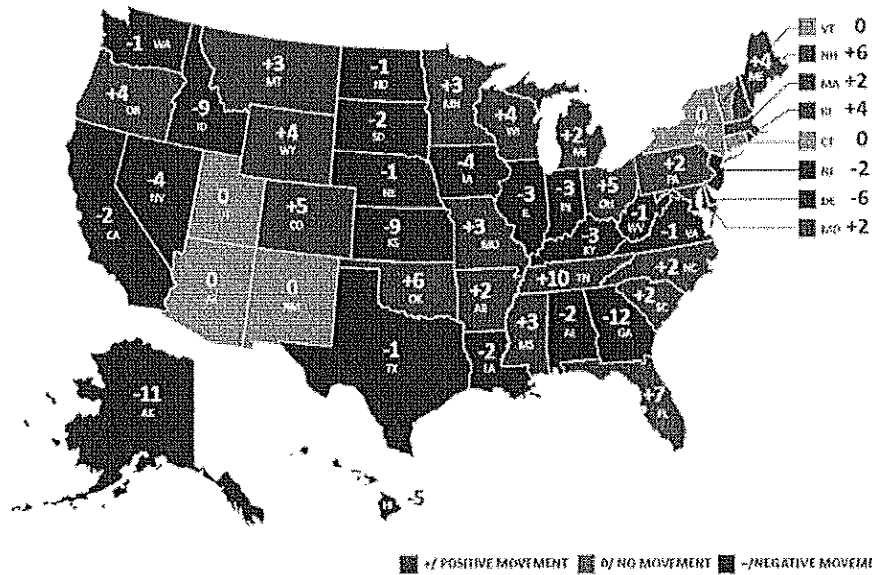 -1 WA
+4
OR
-9
ID
+3
MT
-1
ND
+3
MN
-2
SD
+4
WY
+4
WI
+2
MI
-2
CA
-4
NV
0
+5
CO
-1
NE
-4
IA
-9
KS
+3
MO
-3
IL
-3
IN
+5
OH
-3
KY
-1
WV
-1 VA
+2
PA
0
+4
ME
VT 0
NH +6
MA +2
RI +4
CT 0
NJ -2
DE -6
MD +2
0
0
NM
+6
OK
+2
AR
+10 TN
+2 NC
+2
SC
-1
TX
-2
LA
+3
MS
-2
AL
-12
GA
+7
FL
-11
AK
HI -5
+/ POSITIVE MOVEMENT 0/ NO MOVEMENT -/NEGATIVE MOVEME